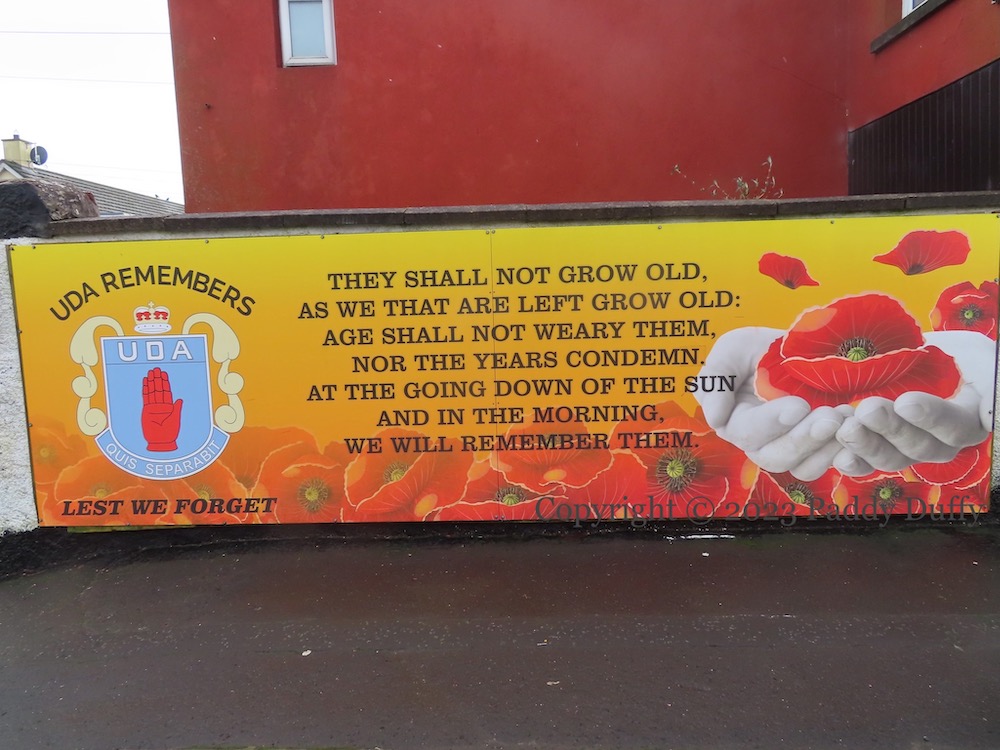 UDA REMEMBERS
UDA
QUIS SEPARABIT
LEST WE FORGET
THEY SHALL NOT GROW OLD,
AS WE THAT ARE LEFT GROW OLD:
AGE SHALL NOT WEARY THEM,
NOR THE YEARS CONDEMN.
AT THE GOING DOWN OF THE SUN
AND IN THE MORNING,
WE WILL REMEMBER THEM.
Copyright © 2023 Paddy Duffy